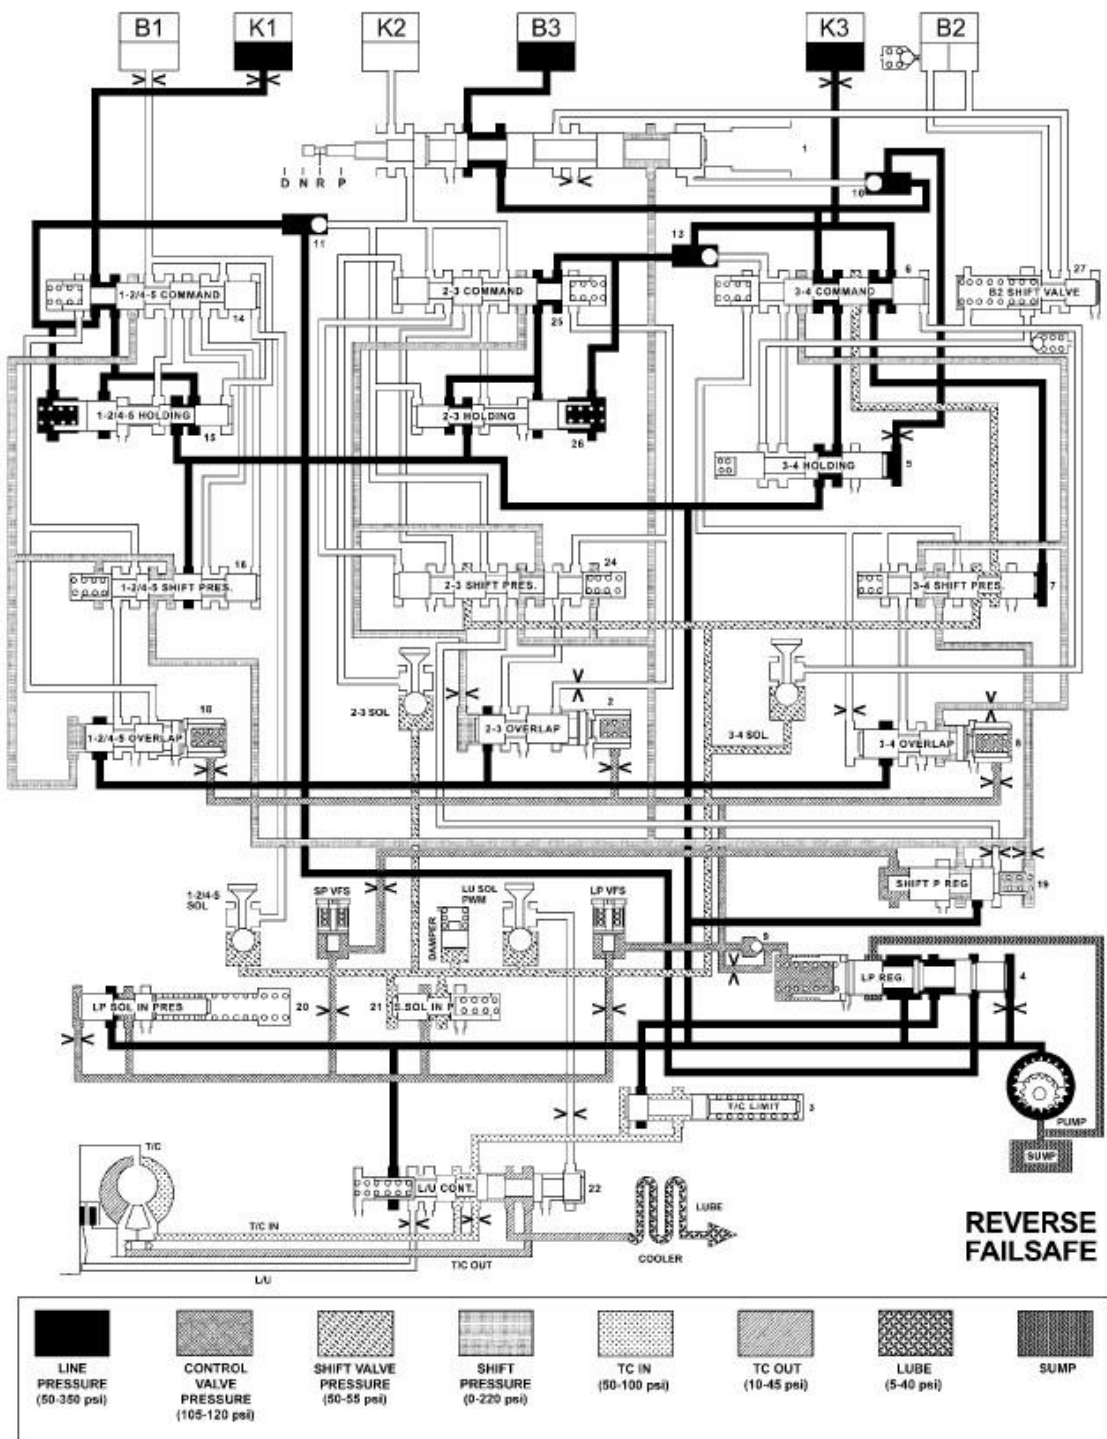 B1 K1 K2 B3 K3 B2
1
D N R P
10
11
13
6
27
1-2/4-5 COMMAND
2-3 COMMAND
3-4 COMMAND
B2 SHIFT VALVE
14
25
1-2/4-5 HOLDING
2-3 HOLDING
15
26
3-4 HOLDING
5
16
24
1-2/4-5 SHIFT PRES.
2-3 SHIFT PRES.
3-4 SHIFT PRES.
7
18
2-3 SOL
2
3-4 SOL
1-2/4-5 OVERLAP
2-3 OVERLAP
3-4 OVERLAP
8
1-2/4-5
SOL
SP VFS
LU SOL
PWM
LP VFS
SHIFT P REG
19
DAMPER
9
LP REG.
4
LP SOL IN PRES
20
21
S.SOL IN P
T/C LIMIT
3
PUMP
SUMP
T/C
L/U CONT.
22
LUBE
T/C IN
COOLER
T/C OUT
L/U
REVERSE
FAILSAFE
LINE
PRESSURE
(50-350 psi)
CONTROL
VALVE
PRESSURE
(105-120 psi)
SHIFT VALVE
PRESSURE
(50-55 psi)
SHIFT
PRESSURE
(0-220 psi)
TC IN
(50-100 psi)
TC OUT
(10-45 psi)
LUBE
(5-40 psi)
SUMP